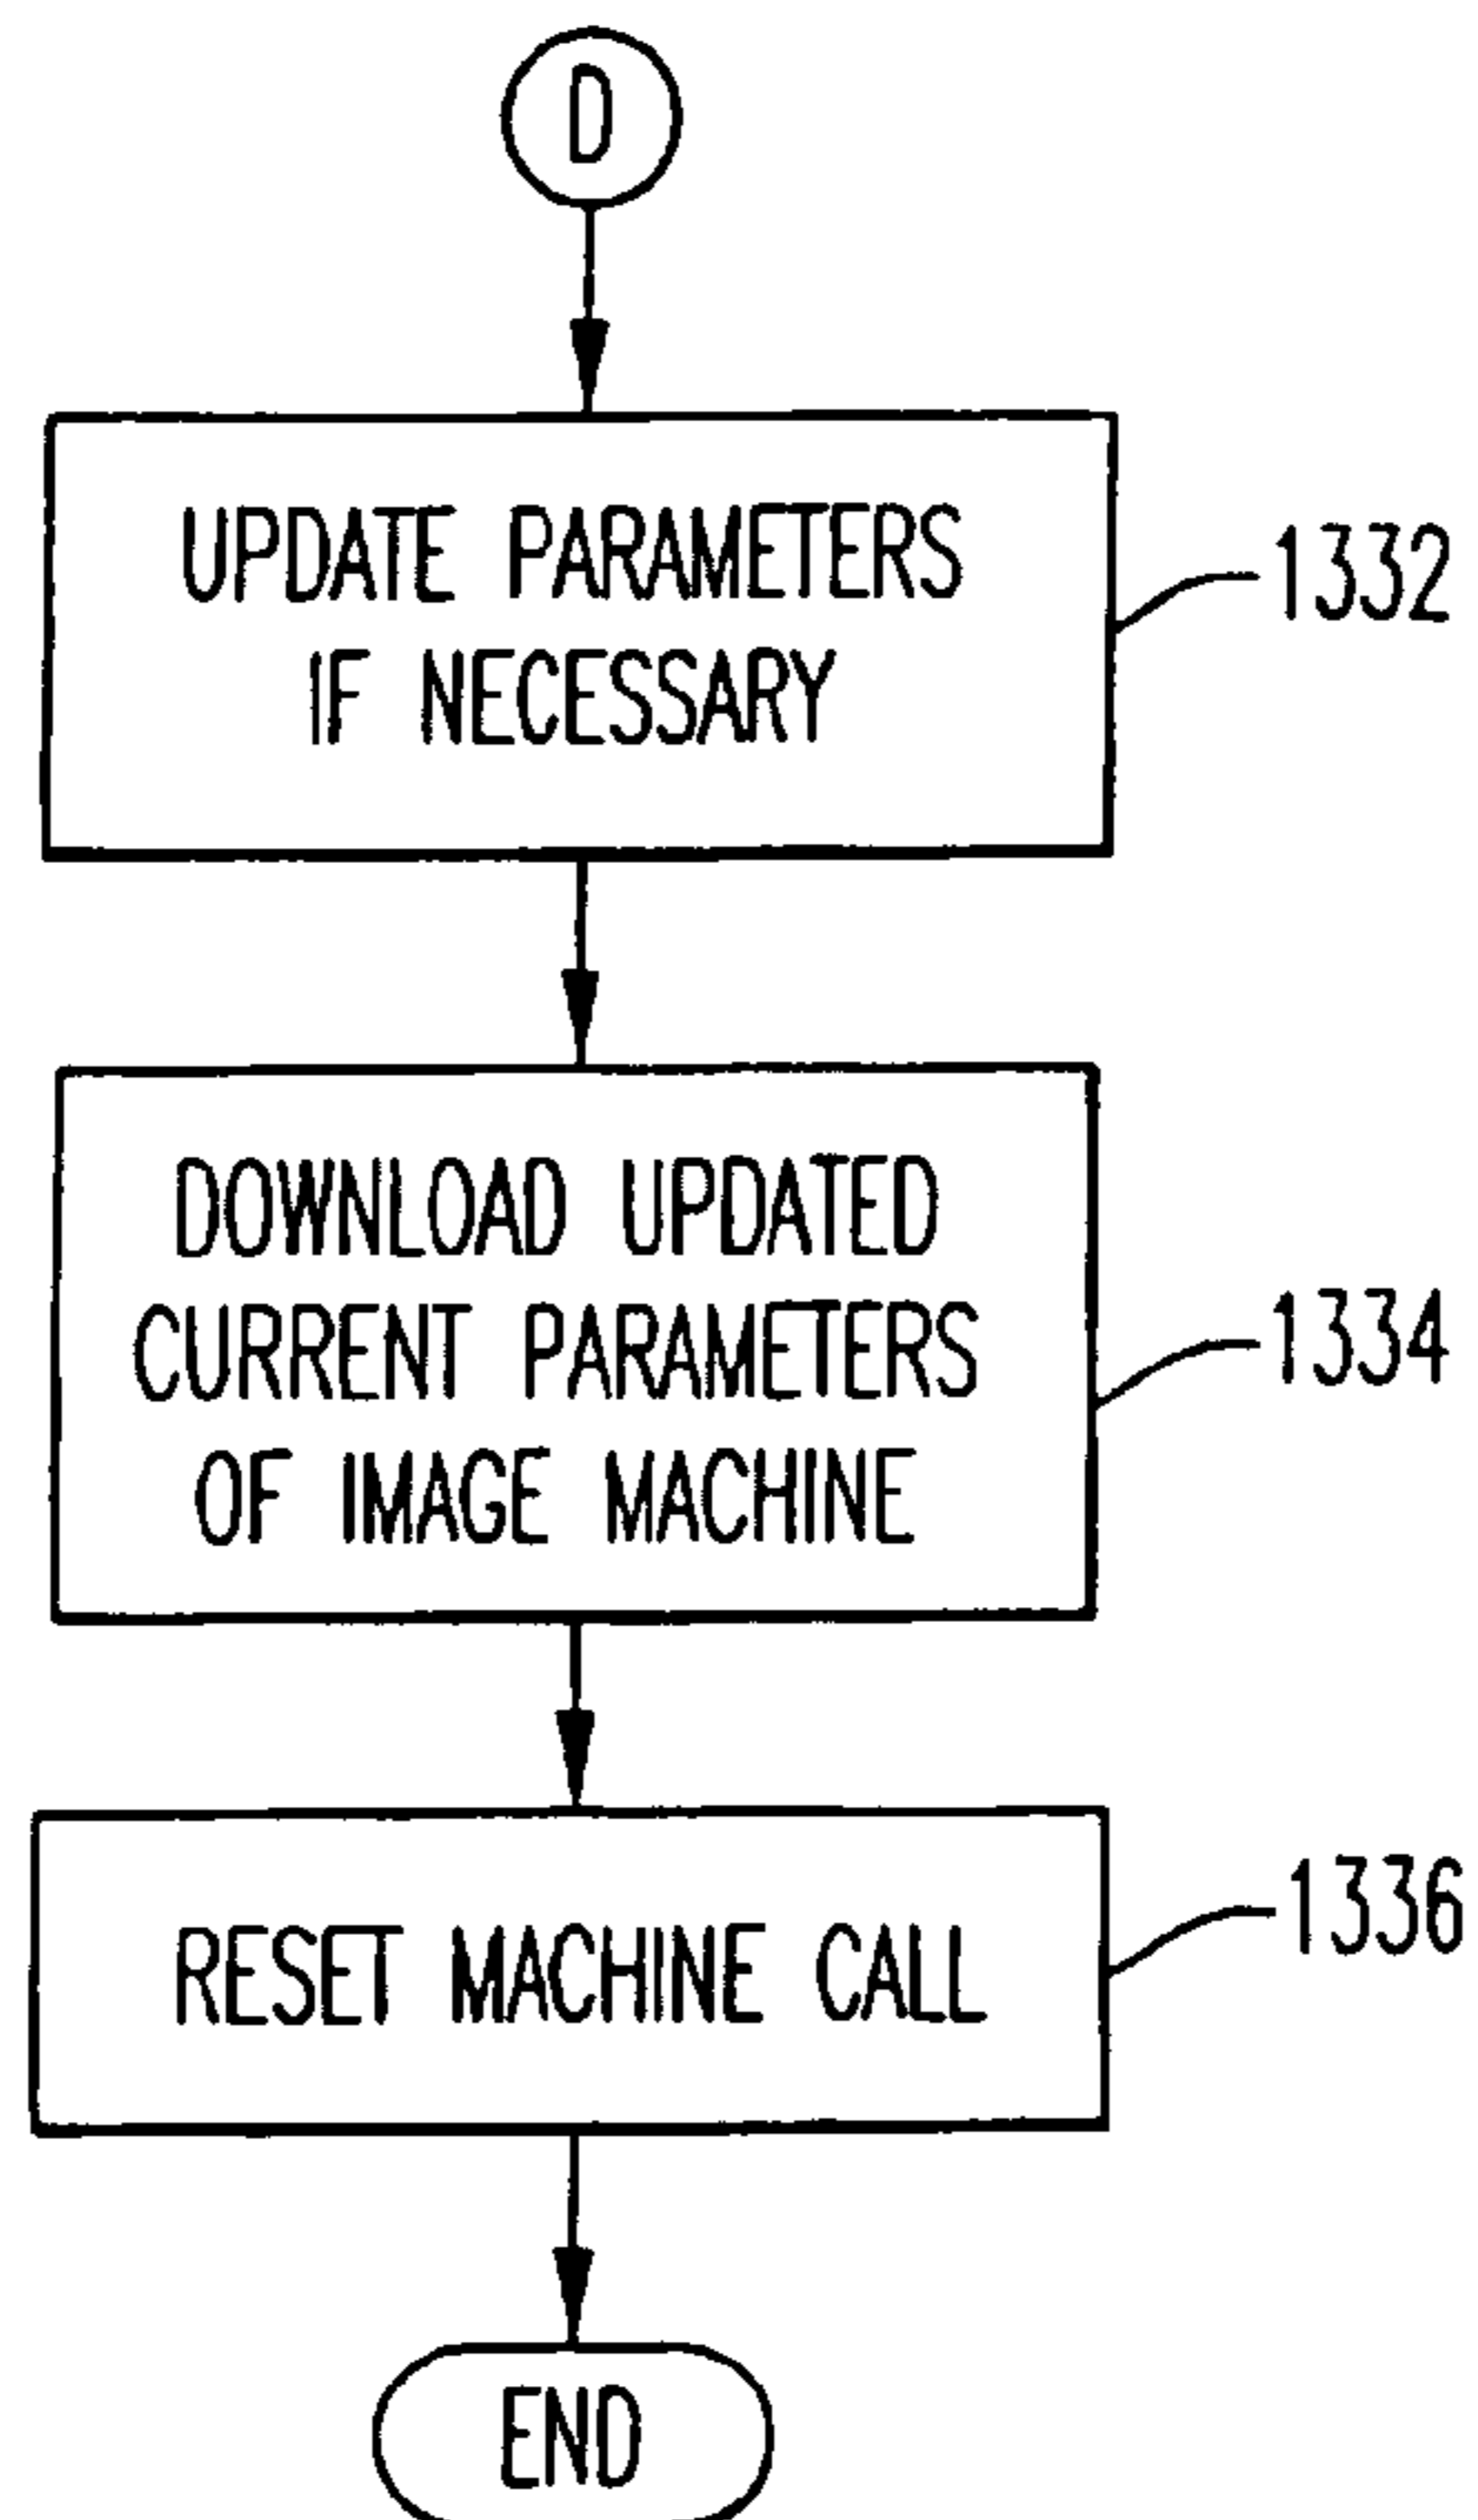 D
UPDATE PARAMETERS
IF NECESSARY
1332
DOWNLOAD UPDATED
CURRENT PARAMETERS
OF IMAGE MACHINE
1334
RESET MACHINE CALL
1336
END